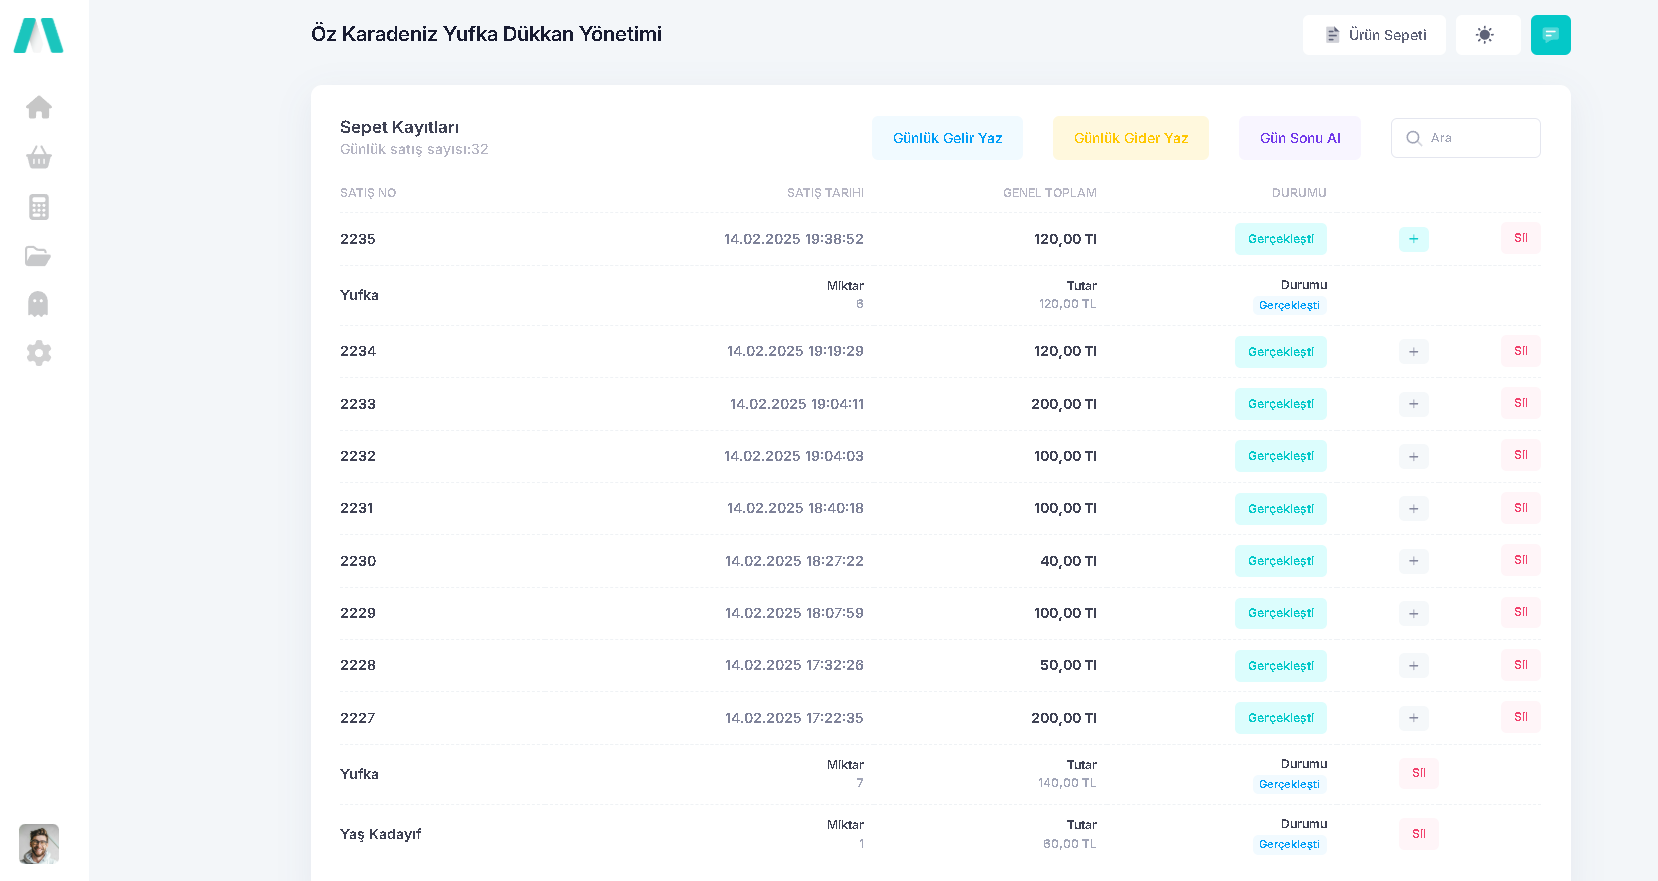 Öz Karadeniz Yufka Dükkan Yönetimi
Ürün Sepeti
Sepet Kayıtları
Günlük satış sayısı:32
Günlük Gelir Yaz
Günlük Gider Yaz
Gün Sonu Al
Ara
SATIŞ NO SATIŞ TARIHI GENEL TOPLAM DURUMU
2235 14.02.2025 19:38:52 120,00 Tl Gerçekleşti + Sil
Yufka Miktar Tutar Durumu
6 120,00 TL Gerçekleşti
2234 14.02.2025 19:19:29 120,00 Tl Gerçekleşti + Sil
2233 14.02.2025 19:04:11 200,00 Tl Gerçekleşti + Sil
2232 14.02.2025 19:04:03 100,00 Tl Gerçekleşti + Sil
2231 14.02.2025 18:40:18 100,00 Tl Gerçekleşti + Sil
2230 14.02.2025 18:27:22 40,00 Tl Gerçekleşti + Sil
2229 14.02.2025 18:07:59 100,00 Tl Gerçekleşti + Sil
2228 14.02.2025 17:32:26 50,00 Tl Gerçekleşti + Sil
2227 14.02.2025 17:22:35 200,00 Tl Gerçekleşti + Sil
Yufka Miktar Tutar Durumu Sil
7 140,00 TL Gerçekleşti
Yaş Kadayıf Miktar Tutar Durumu Sil
1 60,00 TL Gerçekleşti